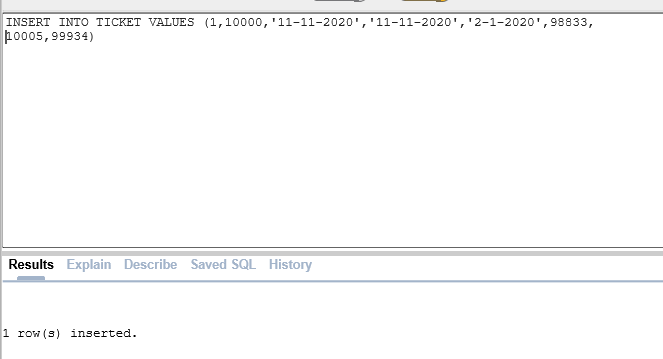 INSERT INTO TICKET VALUES (1,10000,'11-11-2020','11-11-2020','2-1-2020',98833,
10005,99934)
Results Explain Describe Saved SQL History
1 row(s) inserted.